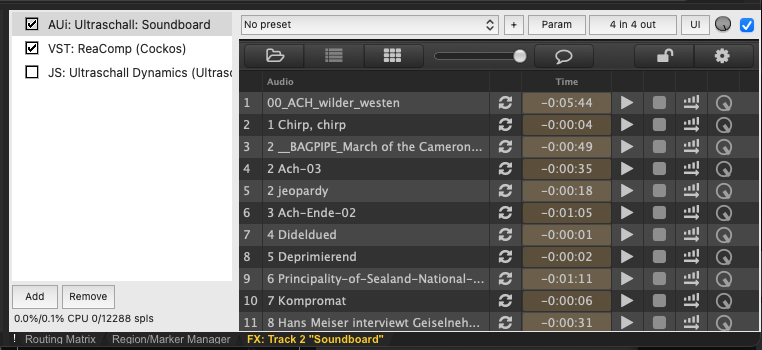 AUi: Ultraschall: Soundboard
VST: ReaComp (Cockos)
JS: Ultraschall Dynamics (Ultrasc
Add Remove
0.0%/0.1% CPU 0/12288 spls
No preset + Param 4 in 4 out UI
Audio Time
1 00_ACH_wilder_westen -0:05:44
2 1 Chirp, chirp -0:00:04
3 2 __BAGPIPE_March of the Cameron... -0:00:49
4 2 Ach-03 -0:00:35
5 2 jeopardy -0:00:18
6 3 Ach-Ende-02 -0:01:05
7 4 Dideldued -0:00:01
8 5 Deprimierend -0:00:02
9 6 Principality-of-Sealand-National-... -0:01:11
10 7 Kompromat -0:00:06
11 8 Hans Meiser interviewt Geiselneh... -0:00:31
! Routing Matrix Region/Marker Manager FX: Track 2 "Soundboard"